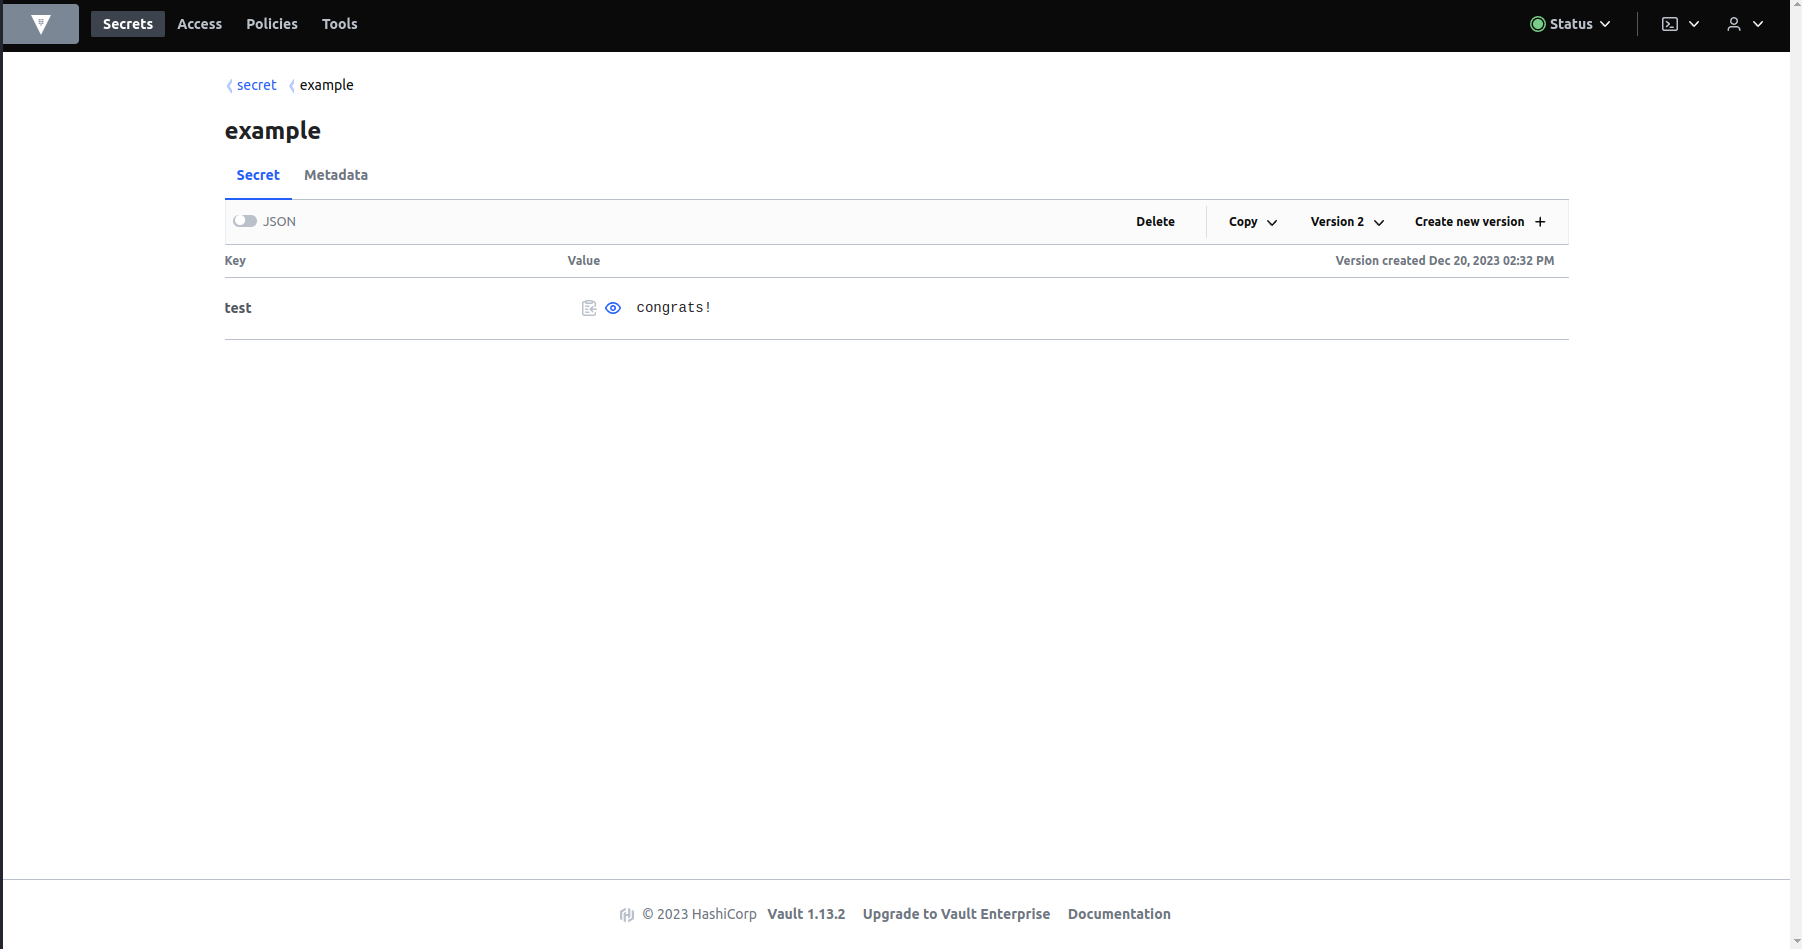 Secrets Access Policies Tools Status
secret example
example
Secret Metadata
JSON Delete Copy Version 2 Create new version
Key Value Version created Dec 20, 2023 02:32 PM
test congrats!
© 2023 HashiCorp Vault 1.13.2 Upgrade to Vault Enterprise Documentation